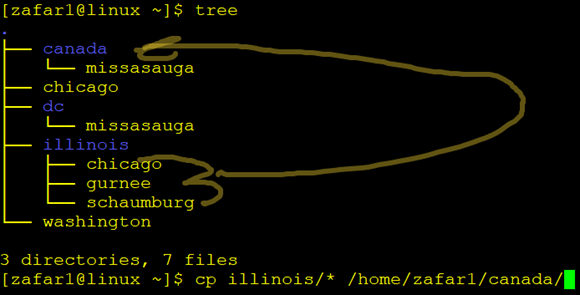 [zafar1@linux ~]$ tree
.
├── canada
│   └── missasauga
├── chicago
├── dc
│   └── missasauga
├── illinois
│   ├── chicago
│   ├── gurnee
│   └── schaumburg
└── washington
3 directories, 7 files
[zafar1@linux ~]$ cp illinois/* /home/zafar1/canada/